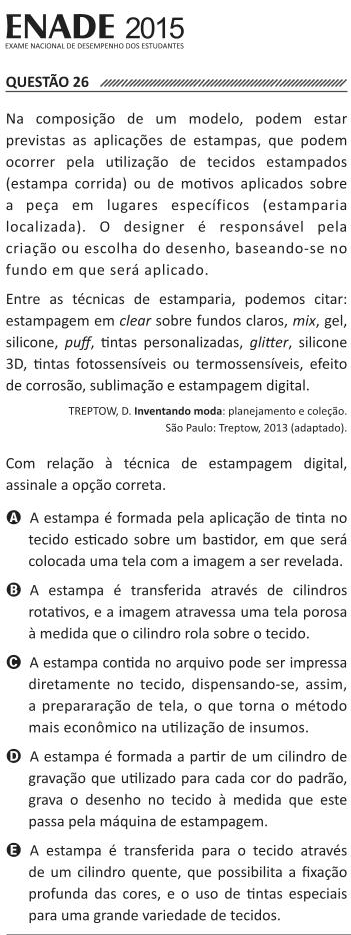 ENADE 2015
EXAME NACIONAL DE DESEMPENHO DOS ESTUDANTES
QUESTÃO 26
Na composição de um modelo, podem estar
previstas as aplicações de estampas, que podem
ocorrer pela utilização de tecidos estampados
(estampa corrida) ou de motivos aplicados sobre
a peça em lugares específicos (estamparia
localizada). O designer é responsável pela
criação ou escolha do desenho, baseando-se no
fundo em que será aplicado.
Entre as técnicas de estamparia, podemos citar:
estampagem em clear sobre fundos claros, mix, gel,
silicone, puff, tintas personalizadas, glitter, silicone
3D, tintas fotossensíveis ou termossensíveis, efeito
de corrosão, sublimação e estampagem digital.
TREPTOW, D. Inventando moda: planejamento e coleção.
São Paulo: Treptow, 2013 (adaptado).
Com relação à técnica de estampagem digital,
assinale a opção correta.
A A estampa é formada pela aplicação de tinta no
tecido esticado sobre um bastidor, em que será
colocada uma tela com a imagem a ser revelada.
B A estampa é transferida através de cilindros
rotativos, e a imagem atravessa uma tela porosa
à medida que o cilindro rola sobre o tecido.
C A estampa contida no arquivo pode ser impressa
diretamente no tecido, dispensando-se, assim,
a prepararação de tela, o que torna o método
mais econômico na utilização de insumos.
D A estampa é formada a partir de um cilindro de
gravação que utilizado para cada cor do padrão,
grava o desenho no tecido à medida que este
passa pela máquina de estampagem.
E A estampa é transferida para o tecido através
de um cilindro quente, que possibilita a fixação
profunda das cores, e o uso de tintas especiais
para uma grande variedade de tecidos.